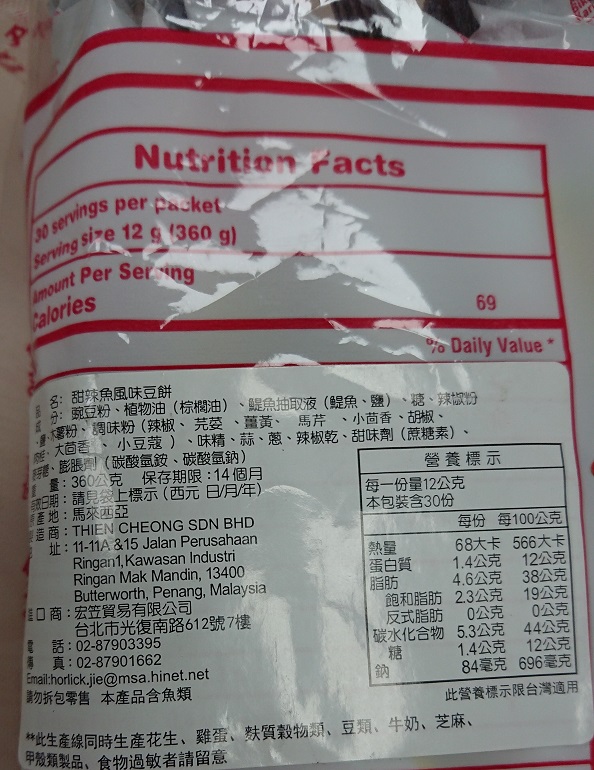 Nutrition Facts
30 servings per packet
Serving size 12 g (360 g)
Amount Per Serving
Calories
69
% Daily Value *
名：甜辣魚風味豆餅
分：豌豆粉、植物油（棕櫚油）、鯷魚抽取液（鯷魚、鹽）、糖、辣椒粉
木薯粉、調味粉（辣椒、芫荽、薑黃、馬芹、小茴香、胡椒、
大茴香、小豆蔻）、味精、蒜、蔥、辣椒乾、甜味劑（蔗糖素）、
膨脹劑（碳酸氫銨、碳酸氫鈉）
量：360公克 保存期限：14個月
日期：請見袋上標示（西元 日/月/年）
產地：馬來西亞
造商：THIEN CHEONG SDN BHD
址：11-11A &15 Jalan Perusahaan
Ringan1,Kawasan Industri
Ringan Mak Mandin, 13400
Butterworth, Penang, Malaysia
口商：宏笠貿易有限公司
台北市光復南路612號7樓
電 話：02-87903395
傳 真：02-87901662
Email:horlick.jie@msa.hinet.net
請勿拆包零售 本產品含魚類
營養標示
每一份量12公克
本包裝含30份
每份 每100公克
熱量 68大卡 566大卡
蛋白質 1.4公克 12公克
脂肪 4.6公克 38公克
飽和脂肪 2.3公克 19公克
反式脂肪 0公克 0公克
碳水化合物 5.3公克 44公克
糖 1.4公克 12公克
鈉 84毫克 696毫克
此營養標示限台灣適用
**此生產線同時生產花生、雞蛋、麩質穀物類、豆類、牛奶、芝麻、
甲殼類製品、食物過敏者請留意